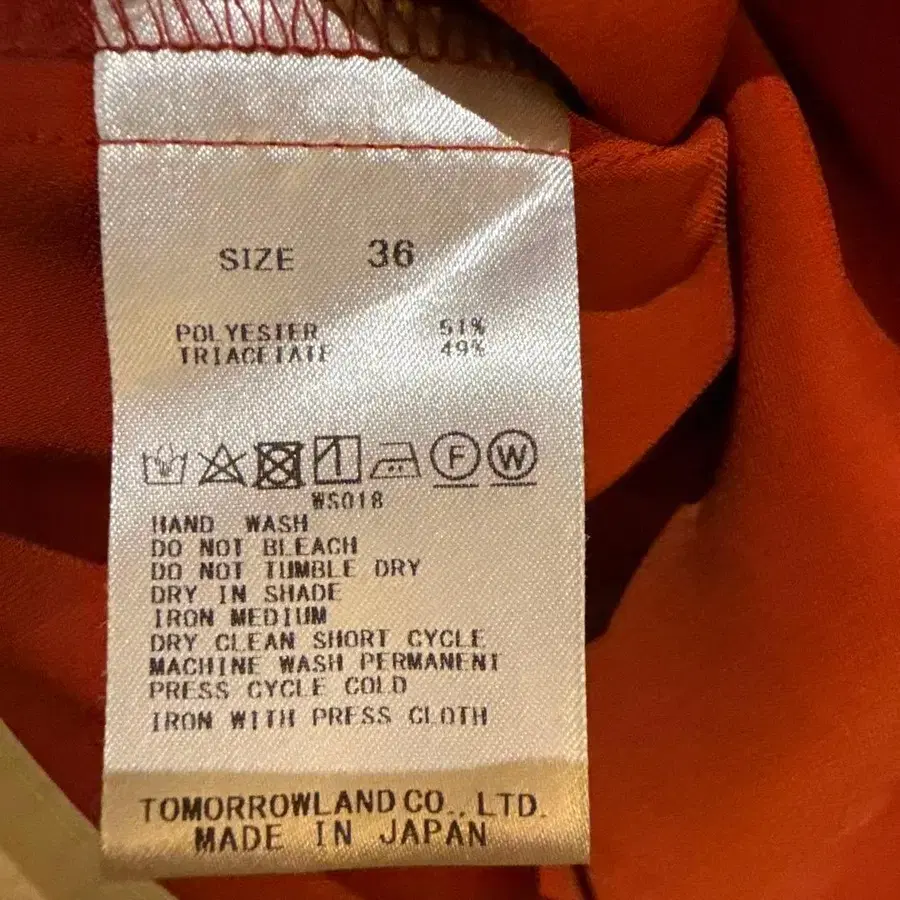 SIZE 36
POLYESTER 51%
TRIACETATE 49%
F W
WS018
HAND WASH
DO NOT BLEACH
DO NOT TUMBLE DRY
DRY IN SHADE
IRON MEDIUM
DRY CLEAN SHORT CYCLE
MACHINE WASH PERMANENT
PRESS CYCLE COLD
IRON WITH PRESS CLOTH
TOMORROWLAND CO., LTD.
MADE IN JAPAN